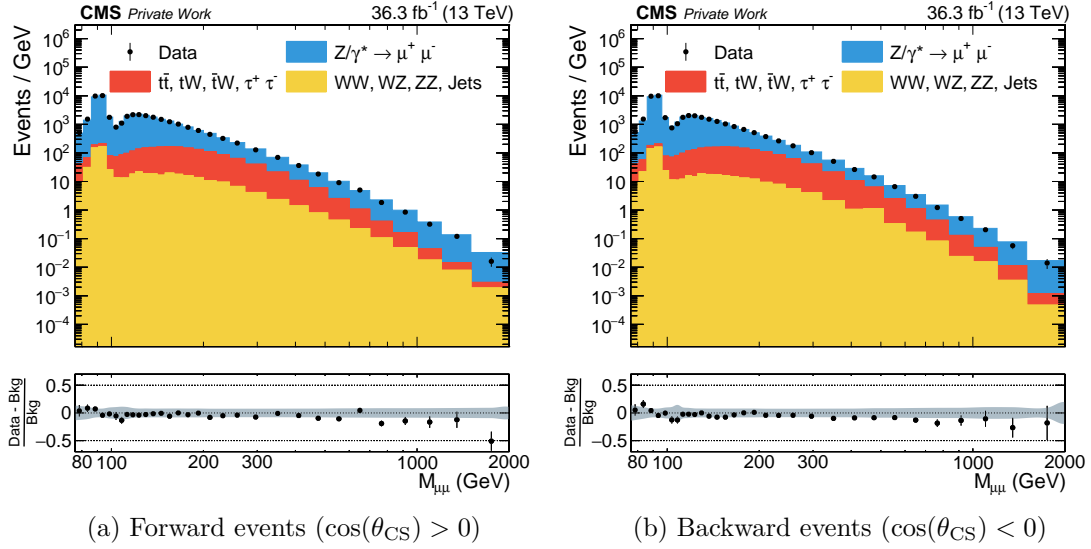 CMS Private Work 36.3 fb⁻¹ (13 TeV)
Events / GeV
10⁶
10⁵
10⁴
10³
10²
10
1
10⁻¹
10⁻²
10⁻³
10⁻⁴
Data
Z/γ* → μ⁺ μ⁻
tt̄, tW, t̄W, τ⁺ τ⁻
WW, WZ, ZZ, Jets
Data - Bkg
Bkg
0.5
0
−0.5
80 100 200 300 1000 2000
M_μμ (GeV)
(a) Forward events (cos(θ_CS) > 0)
CMS Private Work 36.3 fb⁻¹ (13 TeV)
Events / GeV
10⁶
10⁵
10⁴
10³
10²
10
1
10⁻¹
10⁻²
10⁻³
10⁻⁴
Data
Z/γ* → μ⁺ μ⁻
tt̄, tW, t̄W, τ⁺ τ⁻
WW, WZ, ZZ, Jets
Data - Bkg
Bkg
0.5
0
−0.5
80 100 200 300 1000 2000
M_μμ (GeV)
(b) Backward events (cos(θ_CS) < 0)